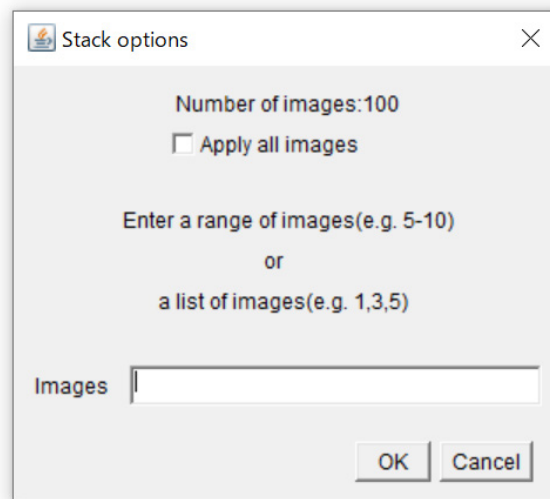 Stack options
Number of images:100
Apply all images
Enter a range of images(e.g. 5-10)
or
a list of images(e.g. 1,3,5)
Images
OK Cancel